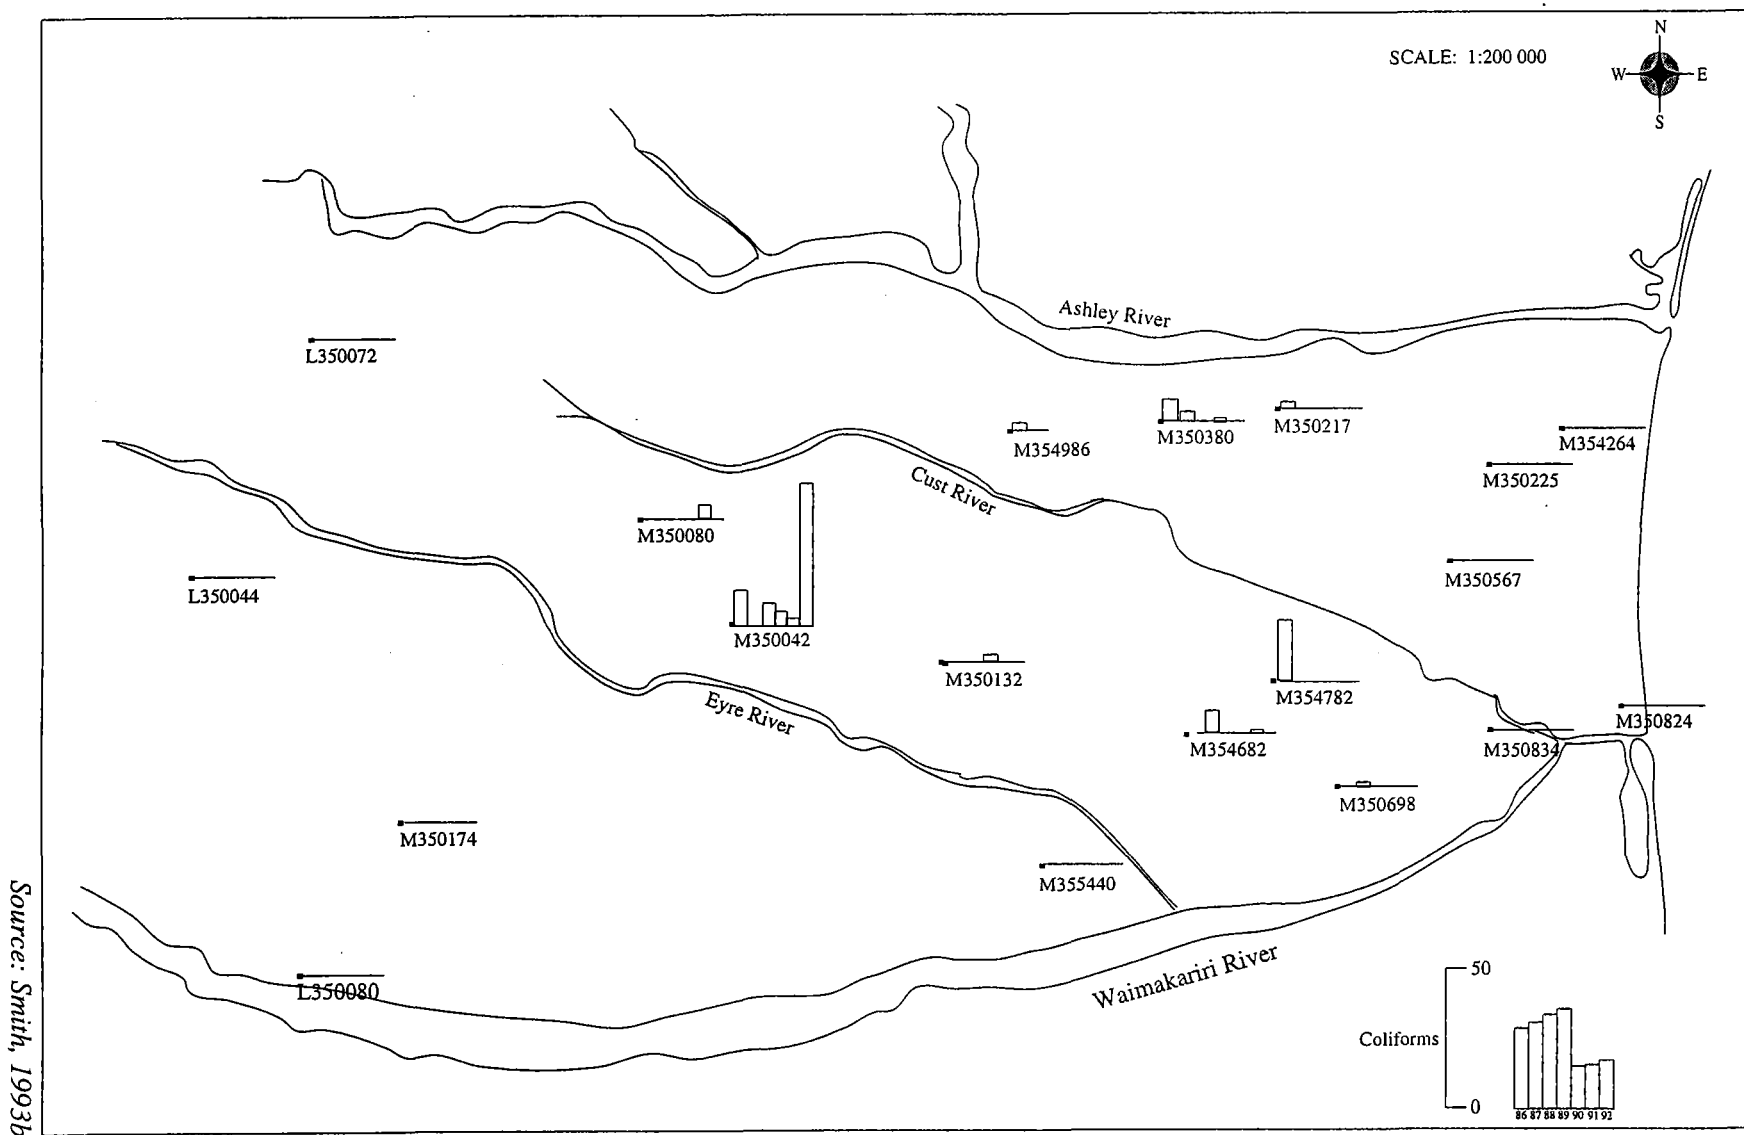 N
SCALE: 1:200 000
W E
S
Ashley River
L350072
M354986
M350380
M350217
M354264
M350225
Cust River
M350080
M350567
L350044
M350042
M350132
M354782
Eyre River
M350824
M354682
M350834
M350698
M350174
M355440
L350080
Waimakariri River
50
Coliforms
0
86 87 88 89 90 91 92
Source: Smith, 1993b